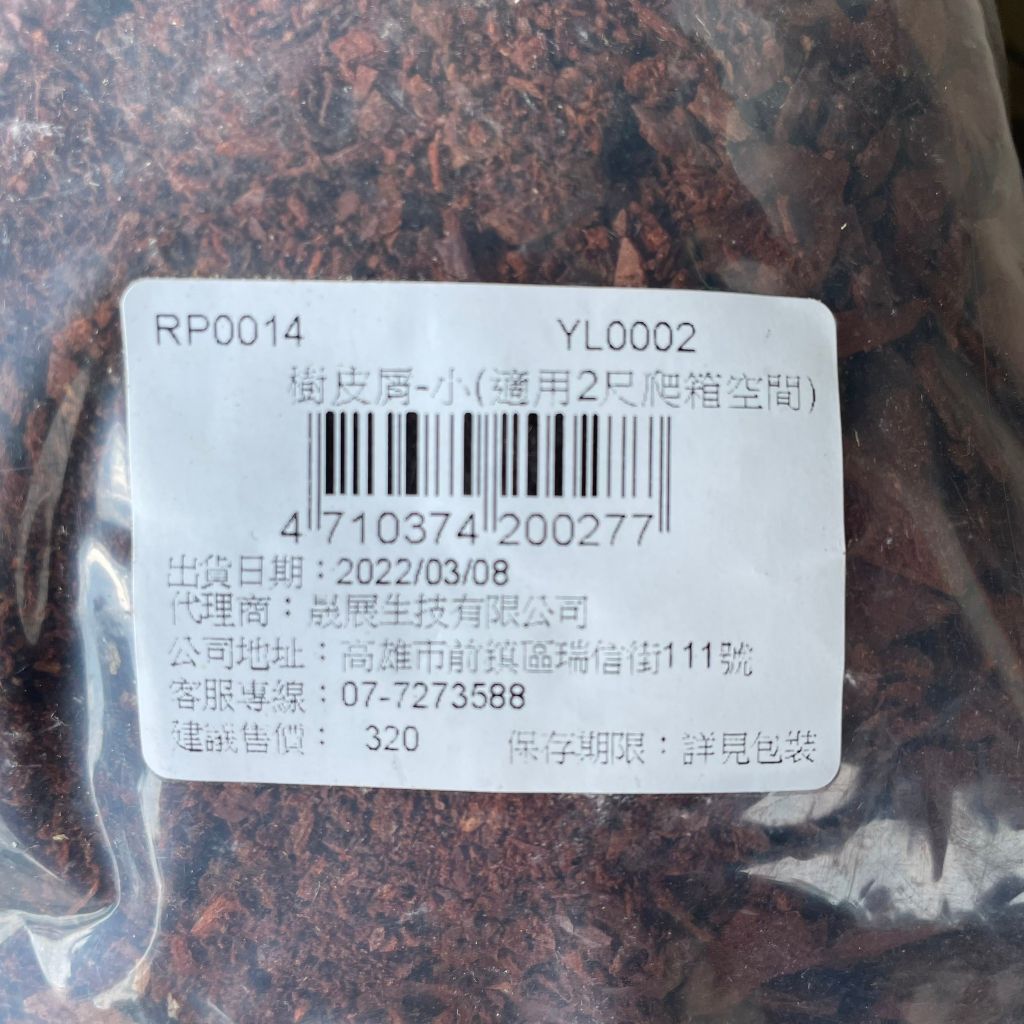 RP0014 YL0002
樹皮屑-小(適用2尺爬箱空間)
4 710374 200277
出貨日期：2022/03/08
代理商：晟展生技有限公司
公司地址：高雄市前鎮區瑞信街111號
客服專線：07-7273588
建議售價： 320 保存期限：詳見包裝